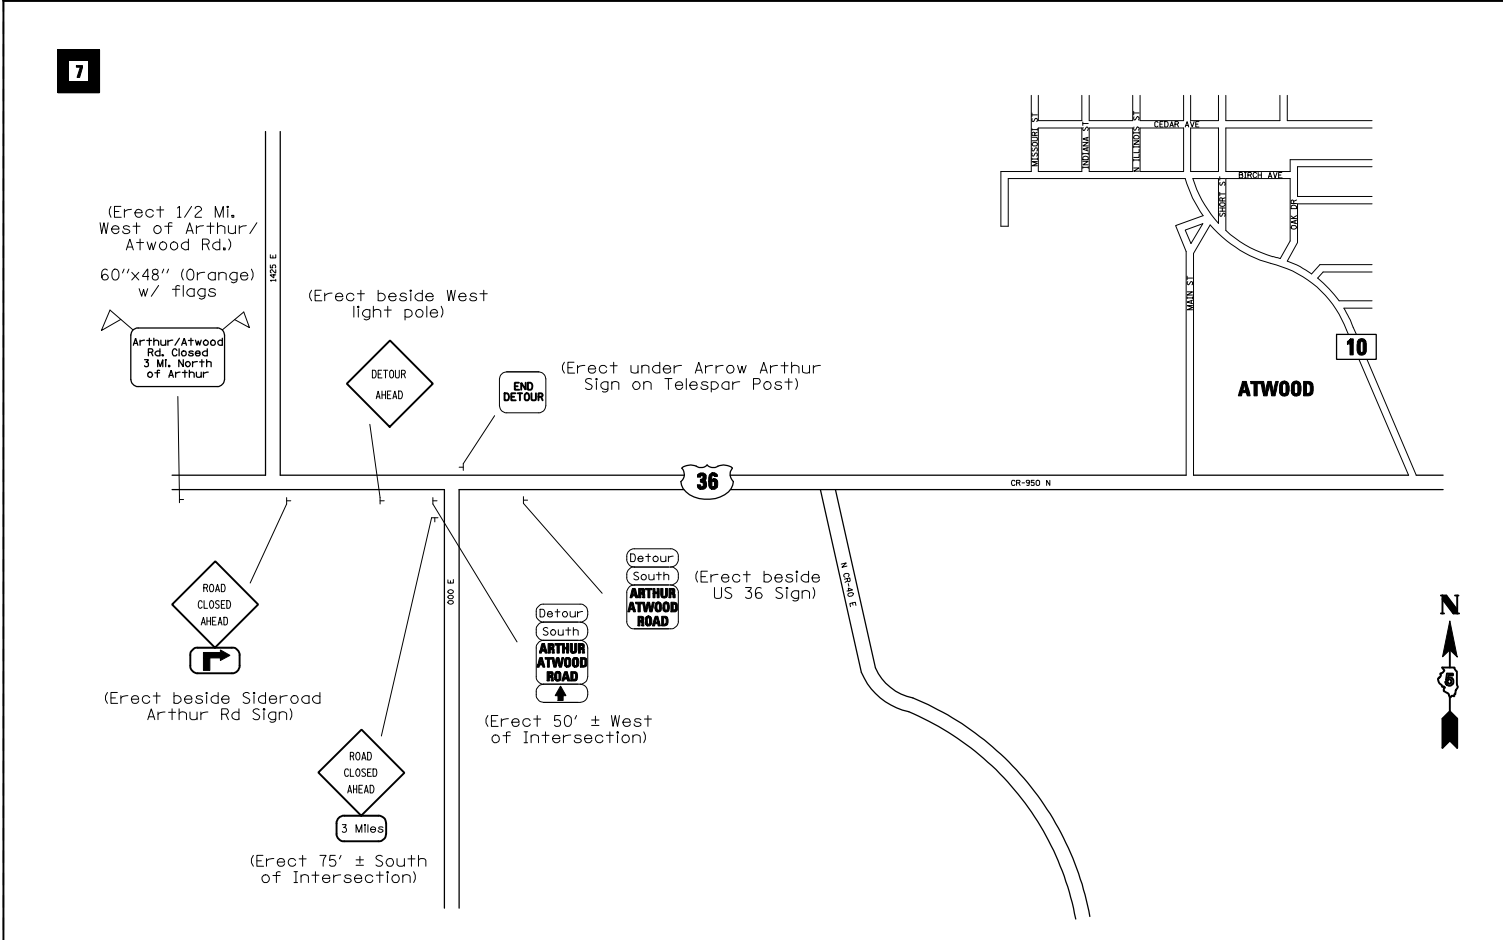 7
MISSOURI ST
INDIANA ST
N ILLINOIS ST
CEDAR AVE
BIRCH AVE
SHORT ST
OAK DR
MAIN ST
10
ATWOOD
(Erect 1/2 Mi.
West of Arthur/
Atwood Rd.)
60"x48" (Orange)
w/ flags
Arthur/Atwood
Rd. Closed
3 Mi. North
of Arthur
1425 E
(Erect beside West
light pole)
DETOUR
AHEAD
END
DETOUR
(Erect under Arrow Arthur
Sign on Telespar Post)
36
CR-950 N
ROAD
CLOSED
AHEAD
(Erect beside Sideroad
Arthur Rd Sign)
ROAD
CLOSED
AHEAD
3 Miles
(Erect 75' ± South
of Intersection)
000 E
Detour
South
ARTHUR
ATWOOD
ROAD
(Erect 50' ± West
of Intersection)
Detour
South
ARTHUR
ATWOOD
ROAD
(Erect beside
US 36 Sign)
N CR-40 E
N
5